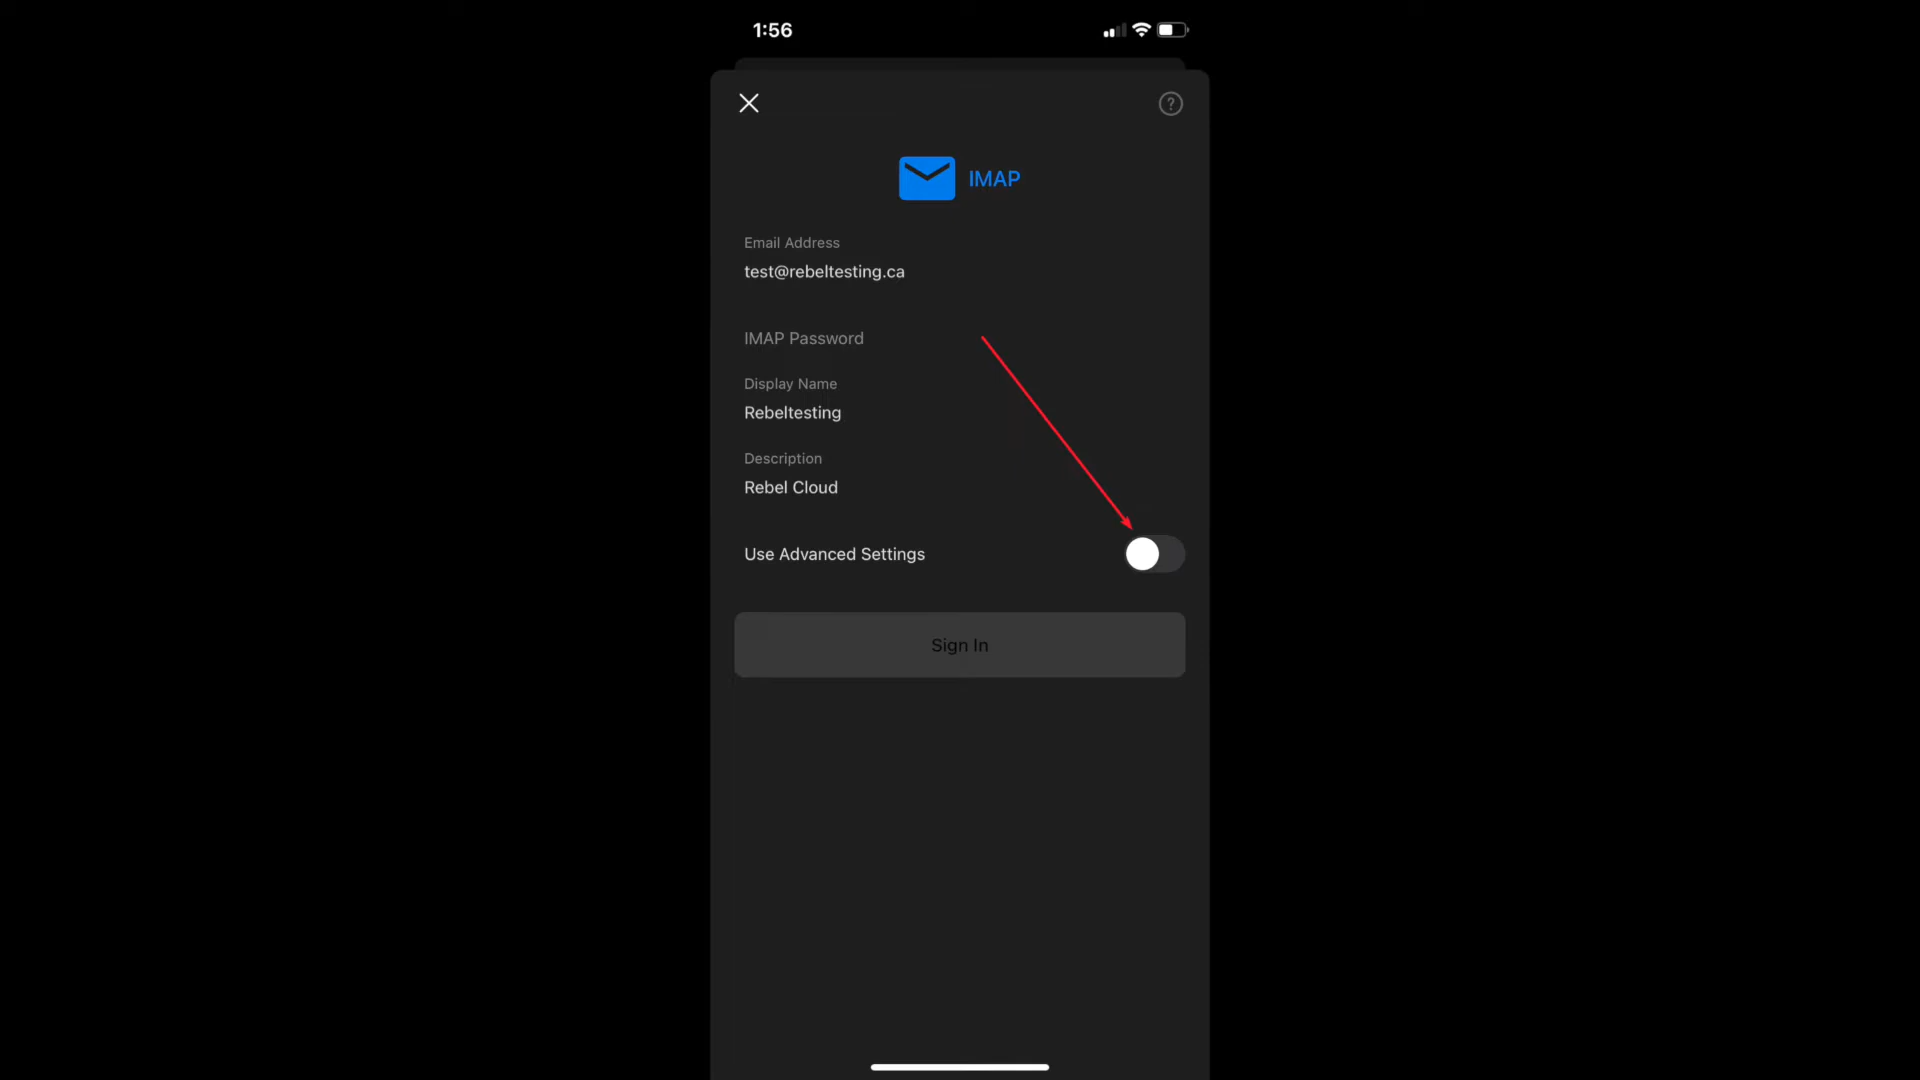 1:56
?
IMAP
Email Address
test@rebeltesting.ca
IMAP Password
Display Name
Rebeltesting
Description
Rebel Cloud
Use Advanced Settings
Sign In